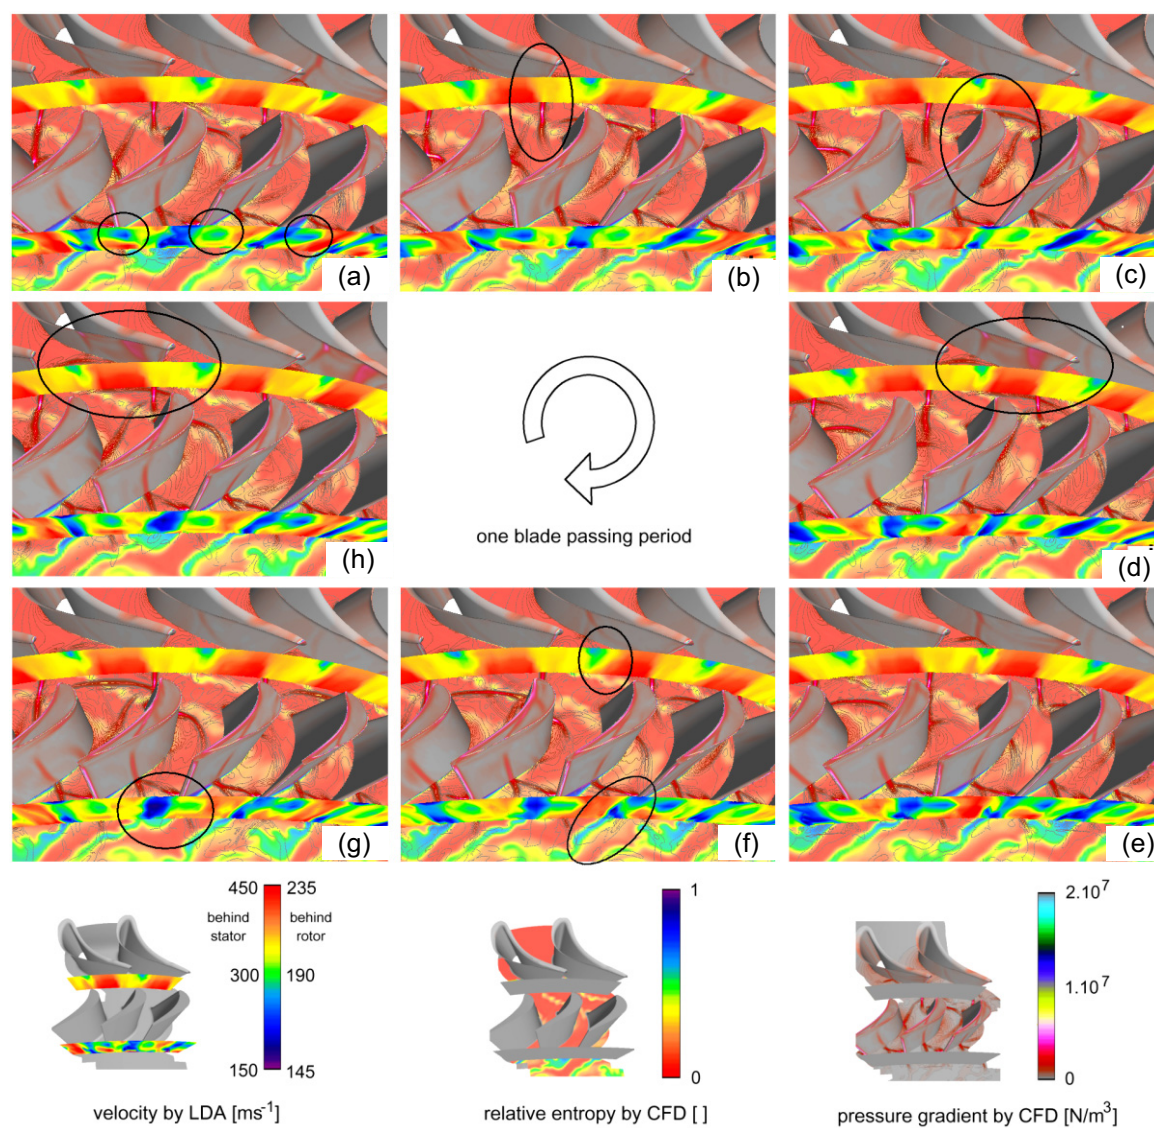 (a)
(b)
(c)
(h)
one blade passing period
(d)
(g)
(f)
(e)
450 235
behind stator behind rotor
300 190
150 145
velocity by LDA [ms⁻¹]
1
0
relative entropy by CFD [ ]
2.10⁷
1.10⁷
0
pressure gradient by CFD [N/m³]